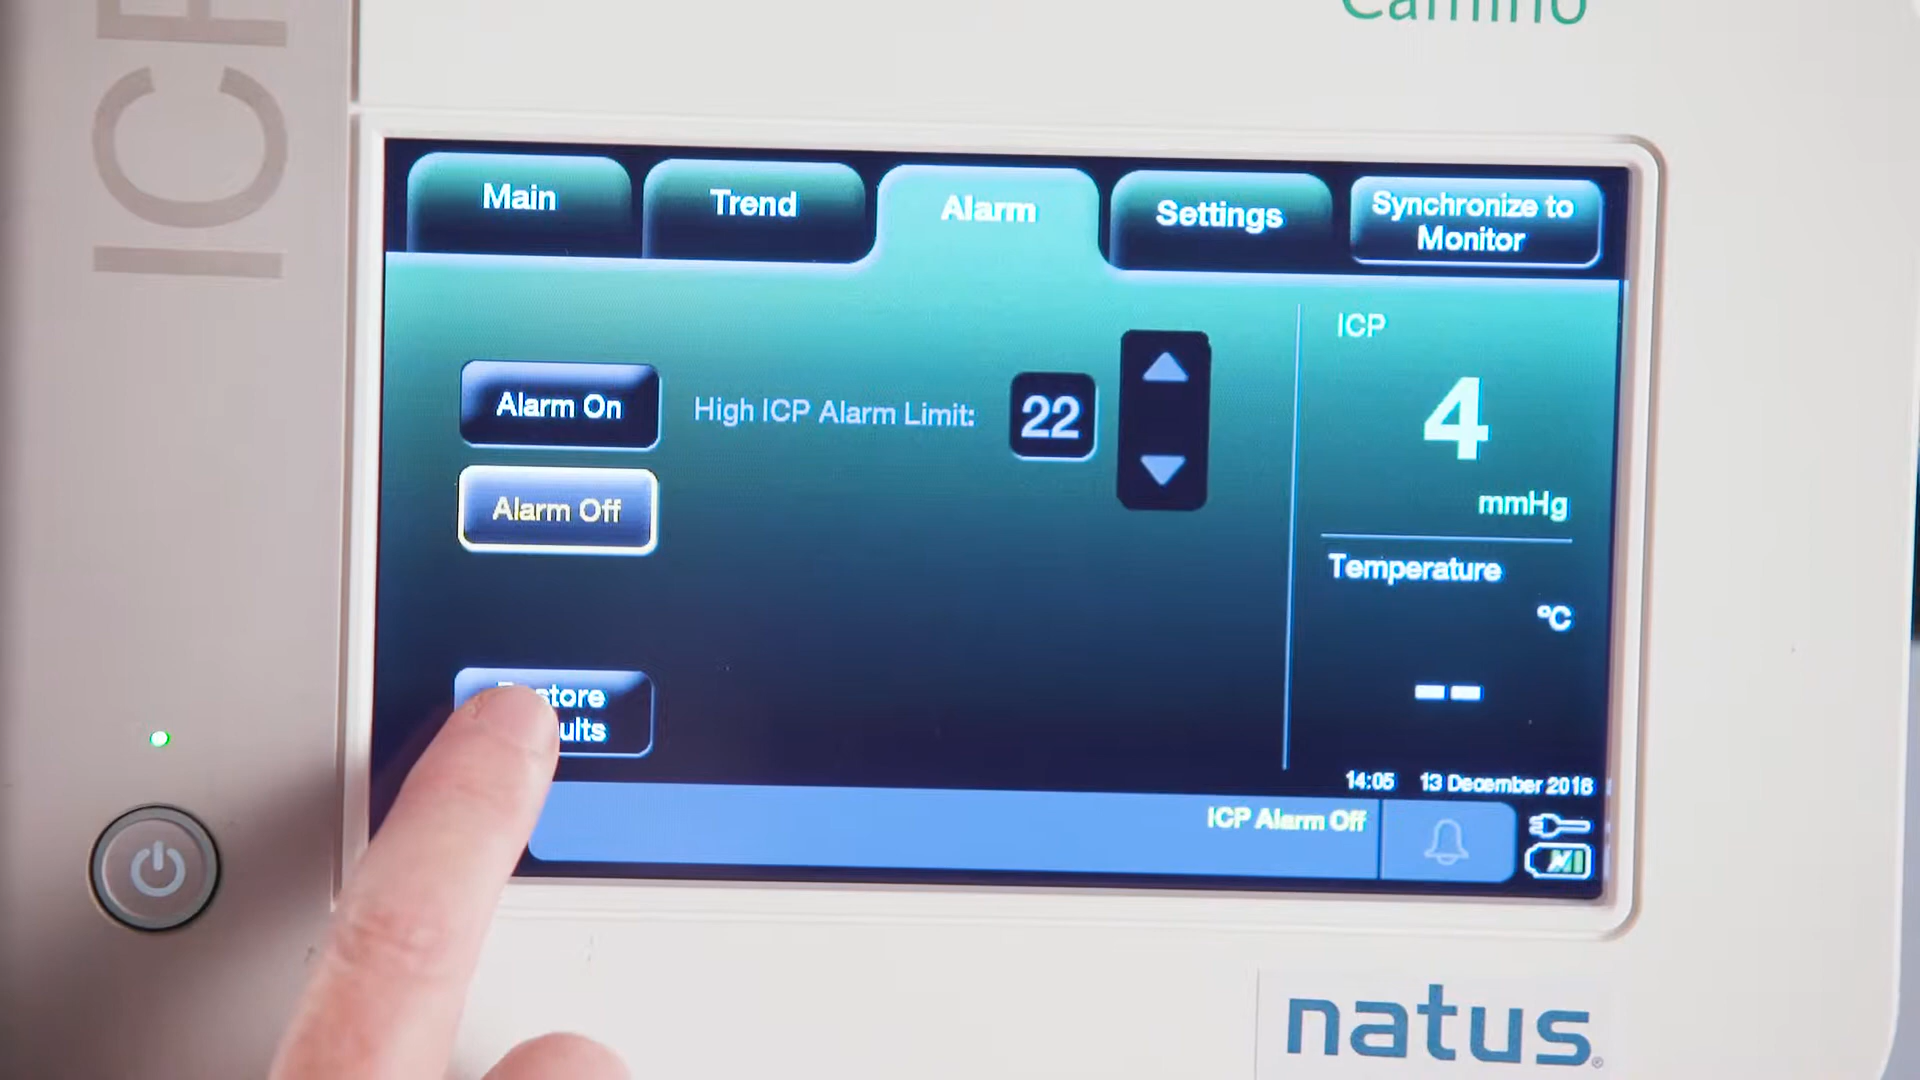 Camino
ICP
Main
Trend
Alarm
Settings
Synchronize to
Monitor
Alarm On
High ICP Alarm Limit:
22
Alarm Off
ICP
4
mmHg
Temperature
°C
--
14:05 13 December 2018
ICP Alarm Off
natus®